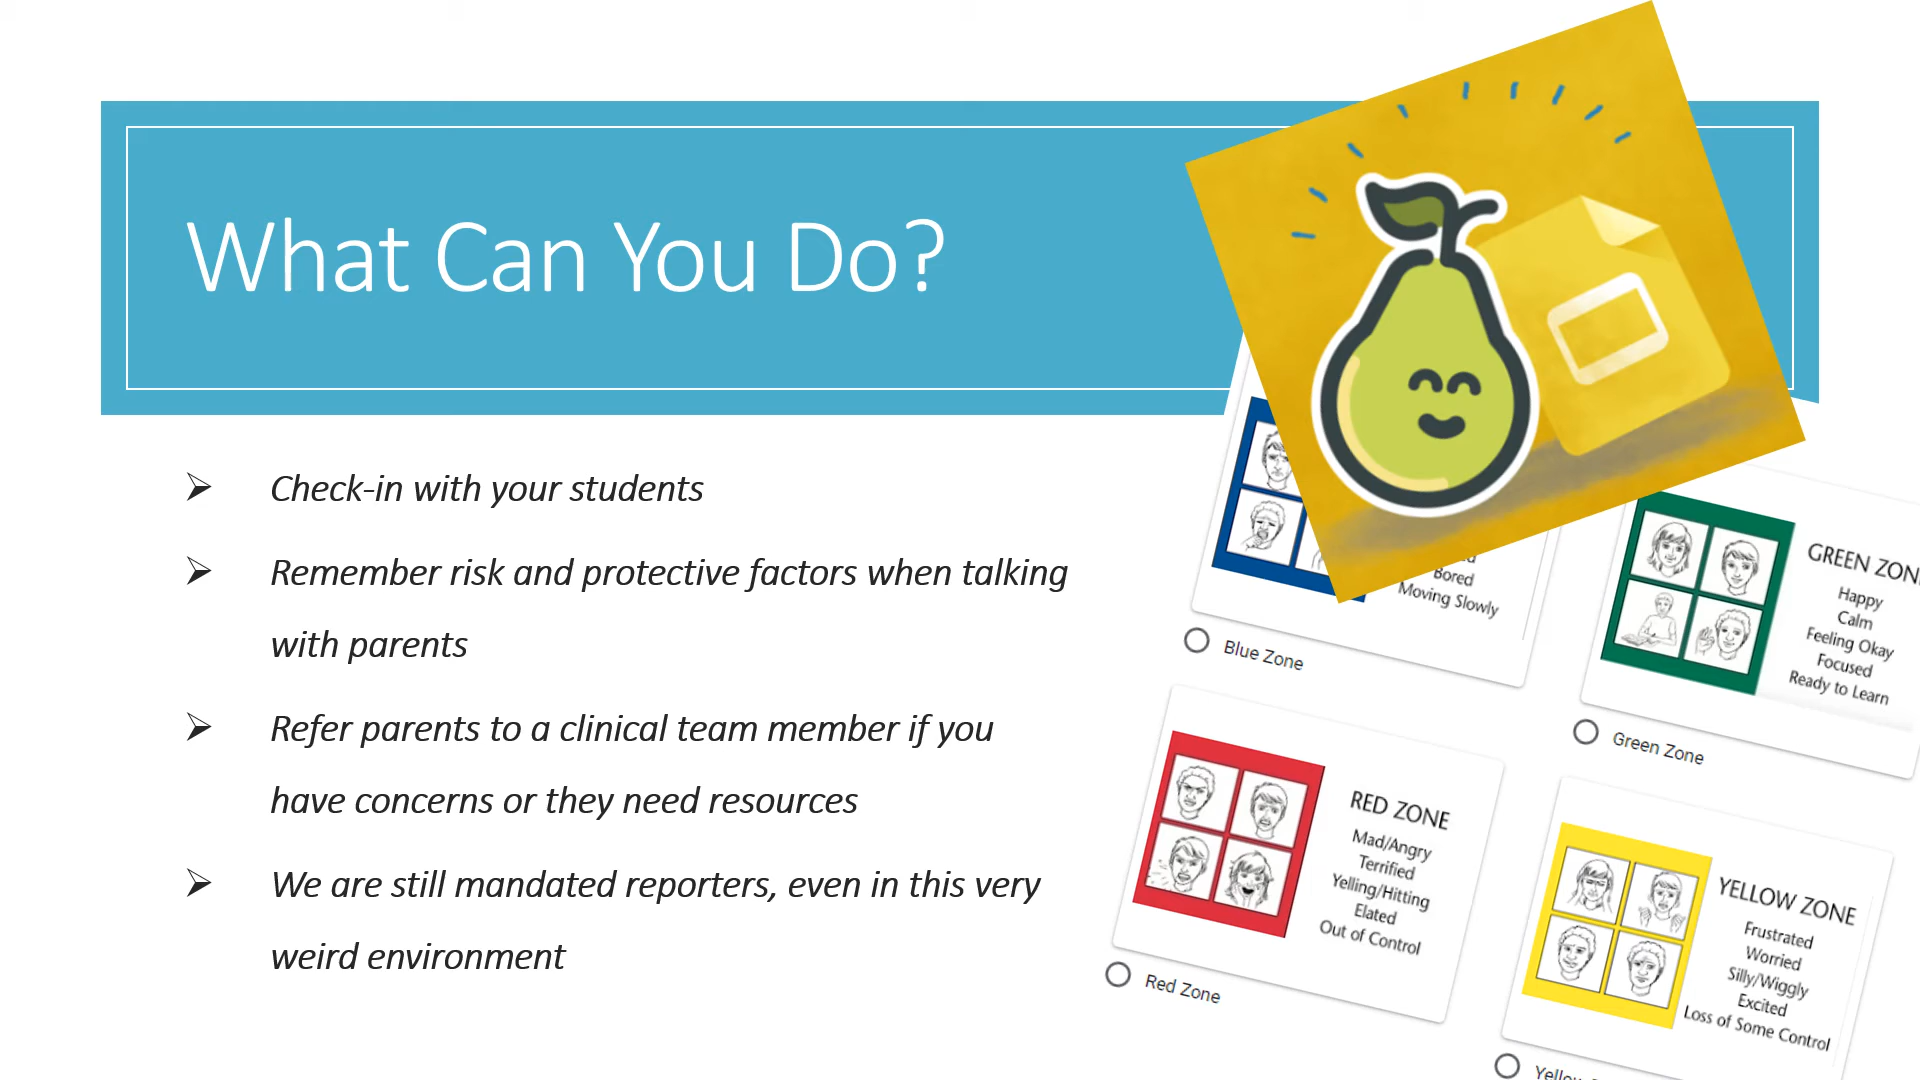 What Can You Do?
Check-in with your students
Remember risk and protective factors when talking
with parents
Refer parents to a clinical team member if you
have concerns or they need resources
We are still mandated reporters, even in this very
weird environment
Bored
Moving Slowly
Blue Zone
GREEN
Happy
Calm
Feeling Okay
Focused
Ready to Learn
Green Zone
RED ZONE
Mad/Angry
Terrified
Yelling/Hitting
Elated
Out of Control
Red Zone
YELLOW ZONE
Frustrated
Worried
Silly/Wiggly
Excited
Loss of Some Control